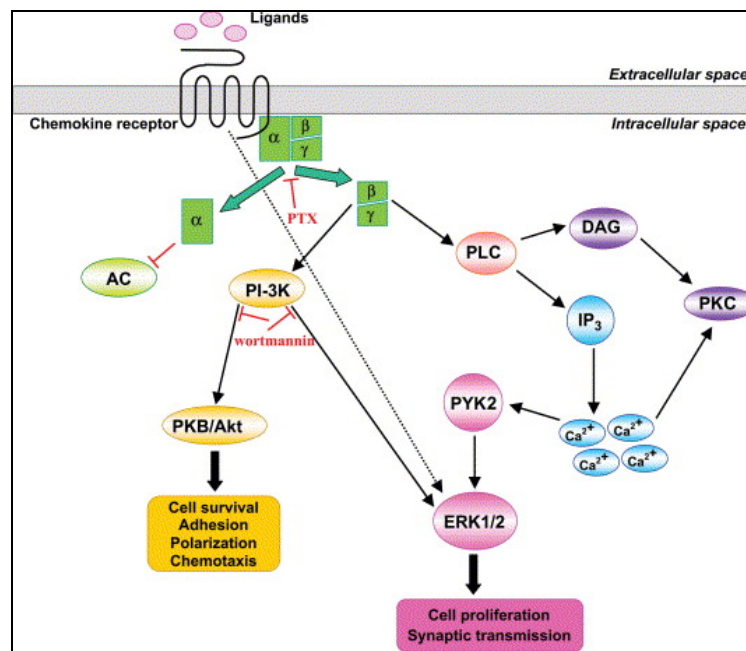 Ligands
Extracellular space
Chemokine receptor
Intracellular space
α
β
γ
α
PTX
β
γ
DAG
PLC
AC
PI-3K
PKC
IP₃
wortmannin
PYK2
PKB/Akt
Ca²⁺
Ca²⁺
Ca²⁺
Ca²⁺
Cell survival
Adhesion
Polarization
Chemotaxis
ERK1/2
Cell proliferation
Synaptic transmission